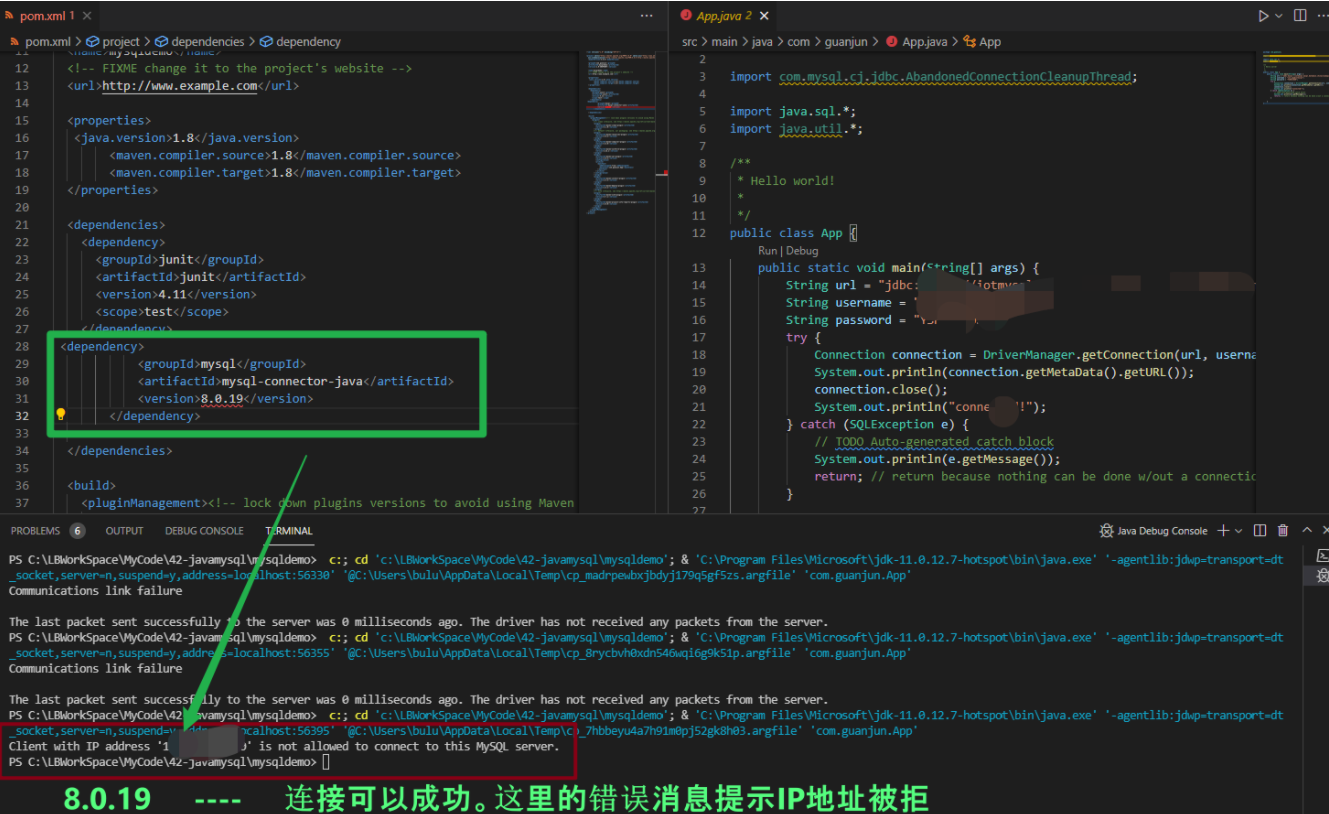 pom.xml 1
pom.xml > project > dependencies > dependency
11 <name>mysqldemo</name>
12 <!-- FIXME change it to the project's website -->
13 <url>http://www.example.com</url>
14
15 <properties>
16 <java.version>1.8</java.version>
17 <maven.compiler.source>1.8</maven.compiler.source>
18 <maven.compiler.target>1.8</maven.compiler.target>
19 </properties>
20
21 <dependencies>
22 <dependency>
23 <groupId>junit</groupId>
24 <artifactId>junit</artifactId>
25 <version>4.11</version>
26 <scope>test</scope>
27 </dependency>
28 <dependency>
29 <groupId>mysql</groupId>
30 <artifactId>mysql-connector-java</artifactId>
31 <version>8.0.19</version>
32 </dependency>
33
34 </dependencies>
35
36 <build>
37 <pluginManagement><!-- lock down plugins versions to avoid using Maven
App.java 2
src > main > java > com > guanjun > App.java > App
2
3 import com.mysql.cj.jdbc.AbandonedConnectionCleanupThread;
4
5 import java.sql.*;
6 import java.util.*;
7
8 /**
9 * Hello world!
10 *
11 */
12 public class App {
Run | Debug
13 public static void main(String[] args) {
14 String url = "jdbc:
15 String username = "
16 String password = "
17 try {
18 Connection connection = DriverManager.getConnection(url, userna
19 System.out.println(connection.getMetaData().getURL());
20 connection.close();
21 System.out.println("conne !");
22 } catch (SQLException e) {
23 // TODO Auto-generated catch block
24 System.out.println(e.getMessage());
25 return; // return because nothing can be done w/out a connectio
26 }
27
PROBLEMS 6 OUTPUT DEBUG CONSOLE TERMINAL Java Debug Console
PS C:\LBWorkSpace\MyCode\42-javamysql\mysqldemo> c:; cd 'c:\LBWorkSpace\MyCode\42-javamysql\mysqldemo'; & 'C:\Program Files\Microsoft\jdk-11.0.12.7-hotspot\bin\java.exe' '-agentlib:jdwp=transport=dt
_socket,server=n,suspend=y,address=localhost:56330' '@C:\Users\bulu\AppData\Local\Temp\cp_madrpewbxjbdyj179q5gf5zs.argfile' 'com.guanjun.App'
Communications link failure
The last packet sent successfully to the server was 0 milliseconds ago. The driver has not received any packets from the server.
PS C:\LBWorkSpace\MyCode\42-javamysql\mysqldemo> c:; cd 'c:\LBWorkSpace\MyCode\42-javamysql\mysqldemo'; & 'C:\Program Files\Microsoft\jdk-11.0.12.7-hotspot\bin\java.exe' '-agentlib:jdwp=transport=dt
_socket,server=n,suspend=y,address=localhost:56355' '@C:\Users\bulu\AppData\Local\Temp\cp_8rycbvh0xdn546wqi6g9k51p.argfile' 'com.guanjun.App'
Communications link failure
The last packet sent successfully to the server was 0 milliseconds ago. The driver has not received any packets from the server.
PS C:\LBWorkSpace\MyCode\42-javamysql\mysqldemo> c:; cd 'c:\LBWorkSpace\MyCode\42-javamysql\mysqldemo'; & 'C:\Program Files\Microsoft\jdk-11.0.12.7-hotspot\bin\java.exe' '-agentlib:jdwp=transport=dt
_socket,server=n,suspend=y,address=localhost:56395' '@C:\Users\bulu\AppData\Local\Temp\cp_7hbbeyu4a7h91m0pj52gk8h03.argfile' 'com.guanjun.App'
Client with IP address '1 0' is not allowed to connect to this MySQL server.
PS C:\LBWorkSpace\MyCode\42-javamysql\mysqldemo>
8.0.19 ---- 连接可以成功。这里的错误消息提示IP地址被拒